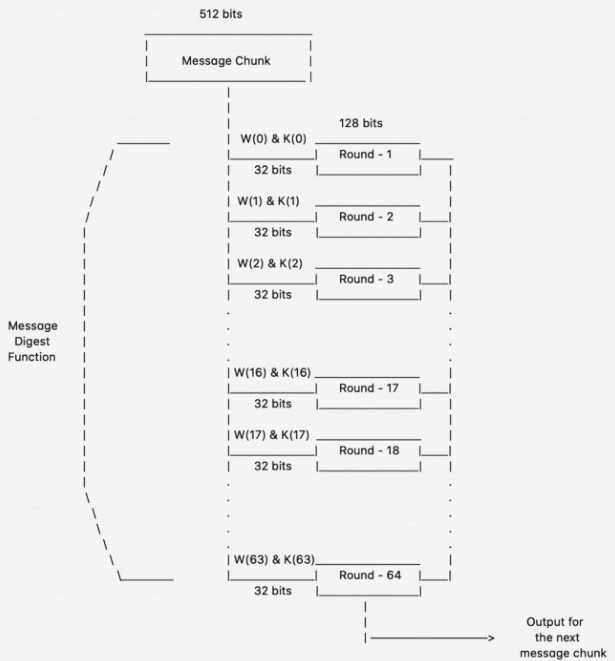 512 bits
Message Chunk
128 bits
W(0) & K(0)
Round - 1
32 bits
W(1) & K(1)
Round - 2
32 bits
W(2) & K(2)
Round - 3
32 bits
Message
Digest
Function
W(16) & K(16)
Round - 17
32 bits
W(17) & K(17)
Round - 18
32 bits
W(63) & K(63)
Round - 64
32 bits
Output for
the next
message chunk